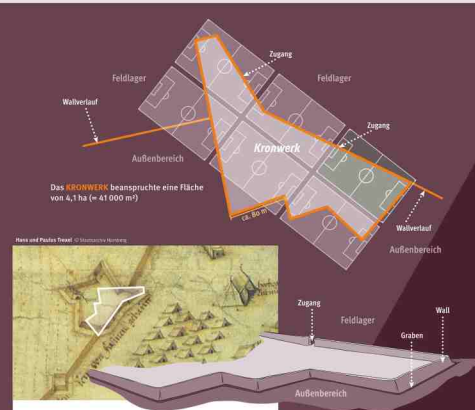 Zugang
Feldlager
Feldlager
Wallverlauf
Zugang
Kronwerk
Außenbereich
Das KRONWERK beanspruchte eine Fläche
von 4,1 ha (= 41 000 m²)
ca. 80 m
Wallverlauf
Außenbereich
Hans und Paulus Trexel © Staatsarchiv Nürnberg
Zugang
Feldlager
Wall
Graben
Außenbereich